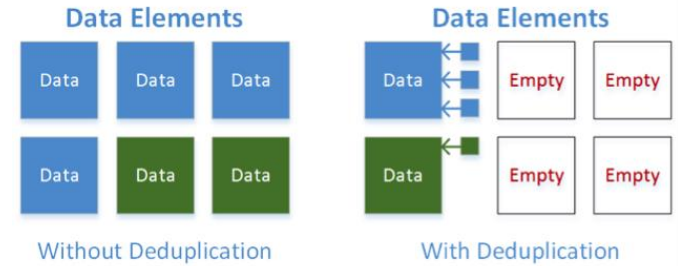 Data Elements
Data Elements
Data Data Data
Data Empty Empty
Data Data Data
Data Empty Empty
Without Deduplication
With Deduplication